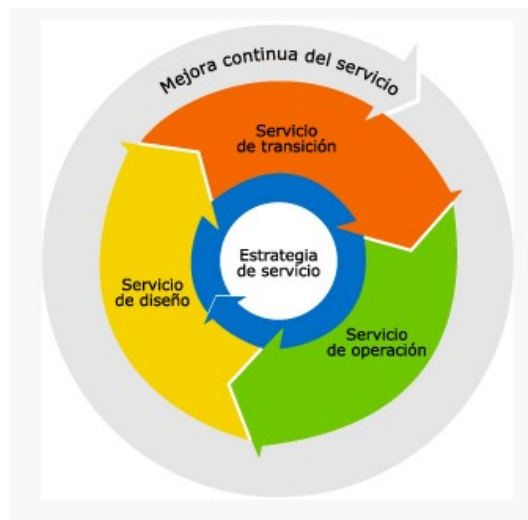 Mejora continua del servicio
Servicio
de transición
Estrategia
de servicio
Servicio
de diseño
Servicio
de operación